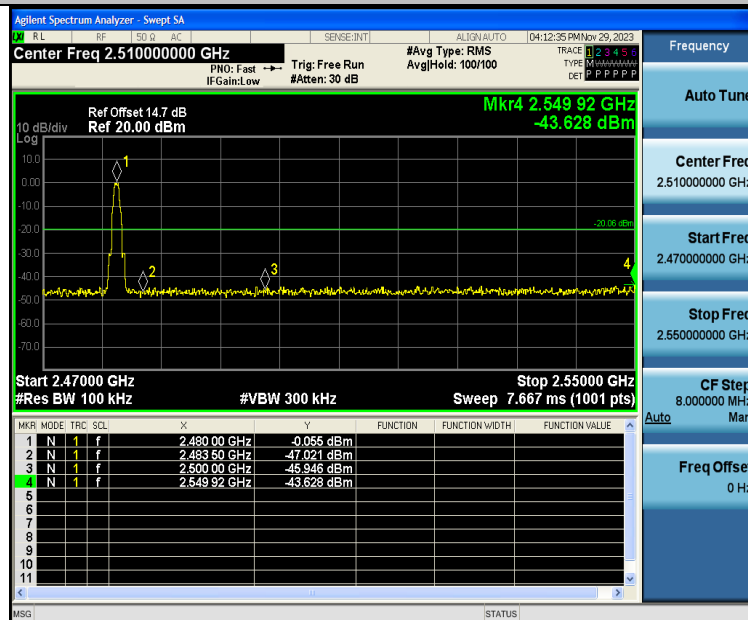 Agilent Spectrum Analyzer - Swept SA
LXI RL RF 50 Ω AC SENSE:INT ALIGN AUTO 04:12:35 PM Nov 29, 2023
Center Freq 2.510000000 GHz
PNO: Fast
IFGain:Low
Trig: Free Run
#Atten: 30 dB
#Avg Type: RMS
Avg|Hold: 100/100
TRACE 1 2 3 4 5 6
TYPE M
DET P P P P P P
Ref Offset 14.7 dB
Ref 20.00 dBm
10 dB/div
Log
Mkr4 2.549 92 GHz
-43.628 dBm
10.0
0.00
-10.0
-20.0
-30.0
-40.0
-50.0
-60.0
-70.0
1
2
3
4
-20.06 dBm
Start 2.47000 GHz
#Res BW 100 kHz
#VBW 300 kHz
Stop 2.55000 GHz
Sweep 7.667 ms (1001 pts)
MKR MODE TRC SCL X Y FUNCTION FUNCTION WIDTH FUNCTION VALUE
1 N 1 f 2.480 00 GHz -0.055 dBm
2 N 1 f 2.483 50 GHz -47.021 dBm
3 N 1 f 2.500 00 GHz -45.946 dBm
4 N 1 f 2.549 92 GHz -43.628 dBm
5
6
7
8
9
10
11
MSG STATUS
Frequency
Auto Tune
Center Freq
2.510000000 GHz
Start Freq
2.470000000 GHz
Stop Freq
2.550000000 GHz
CF Step
8.000000 MHz
Auto Man
Freq Offset
0 Hz